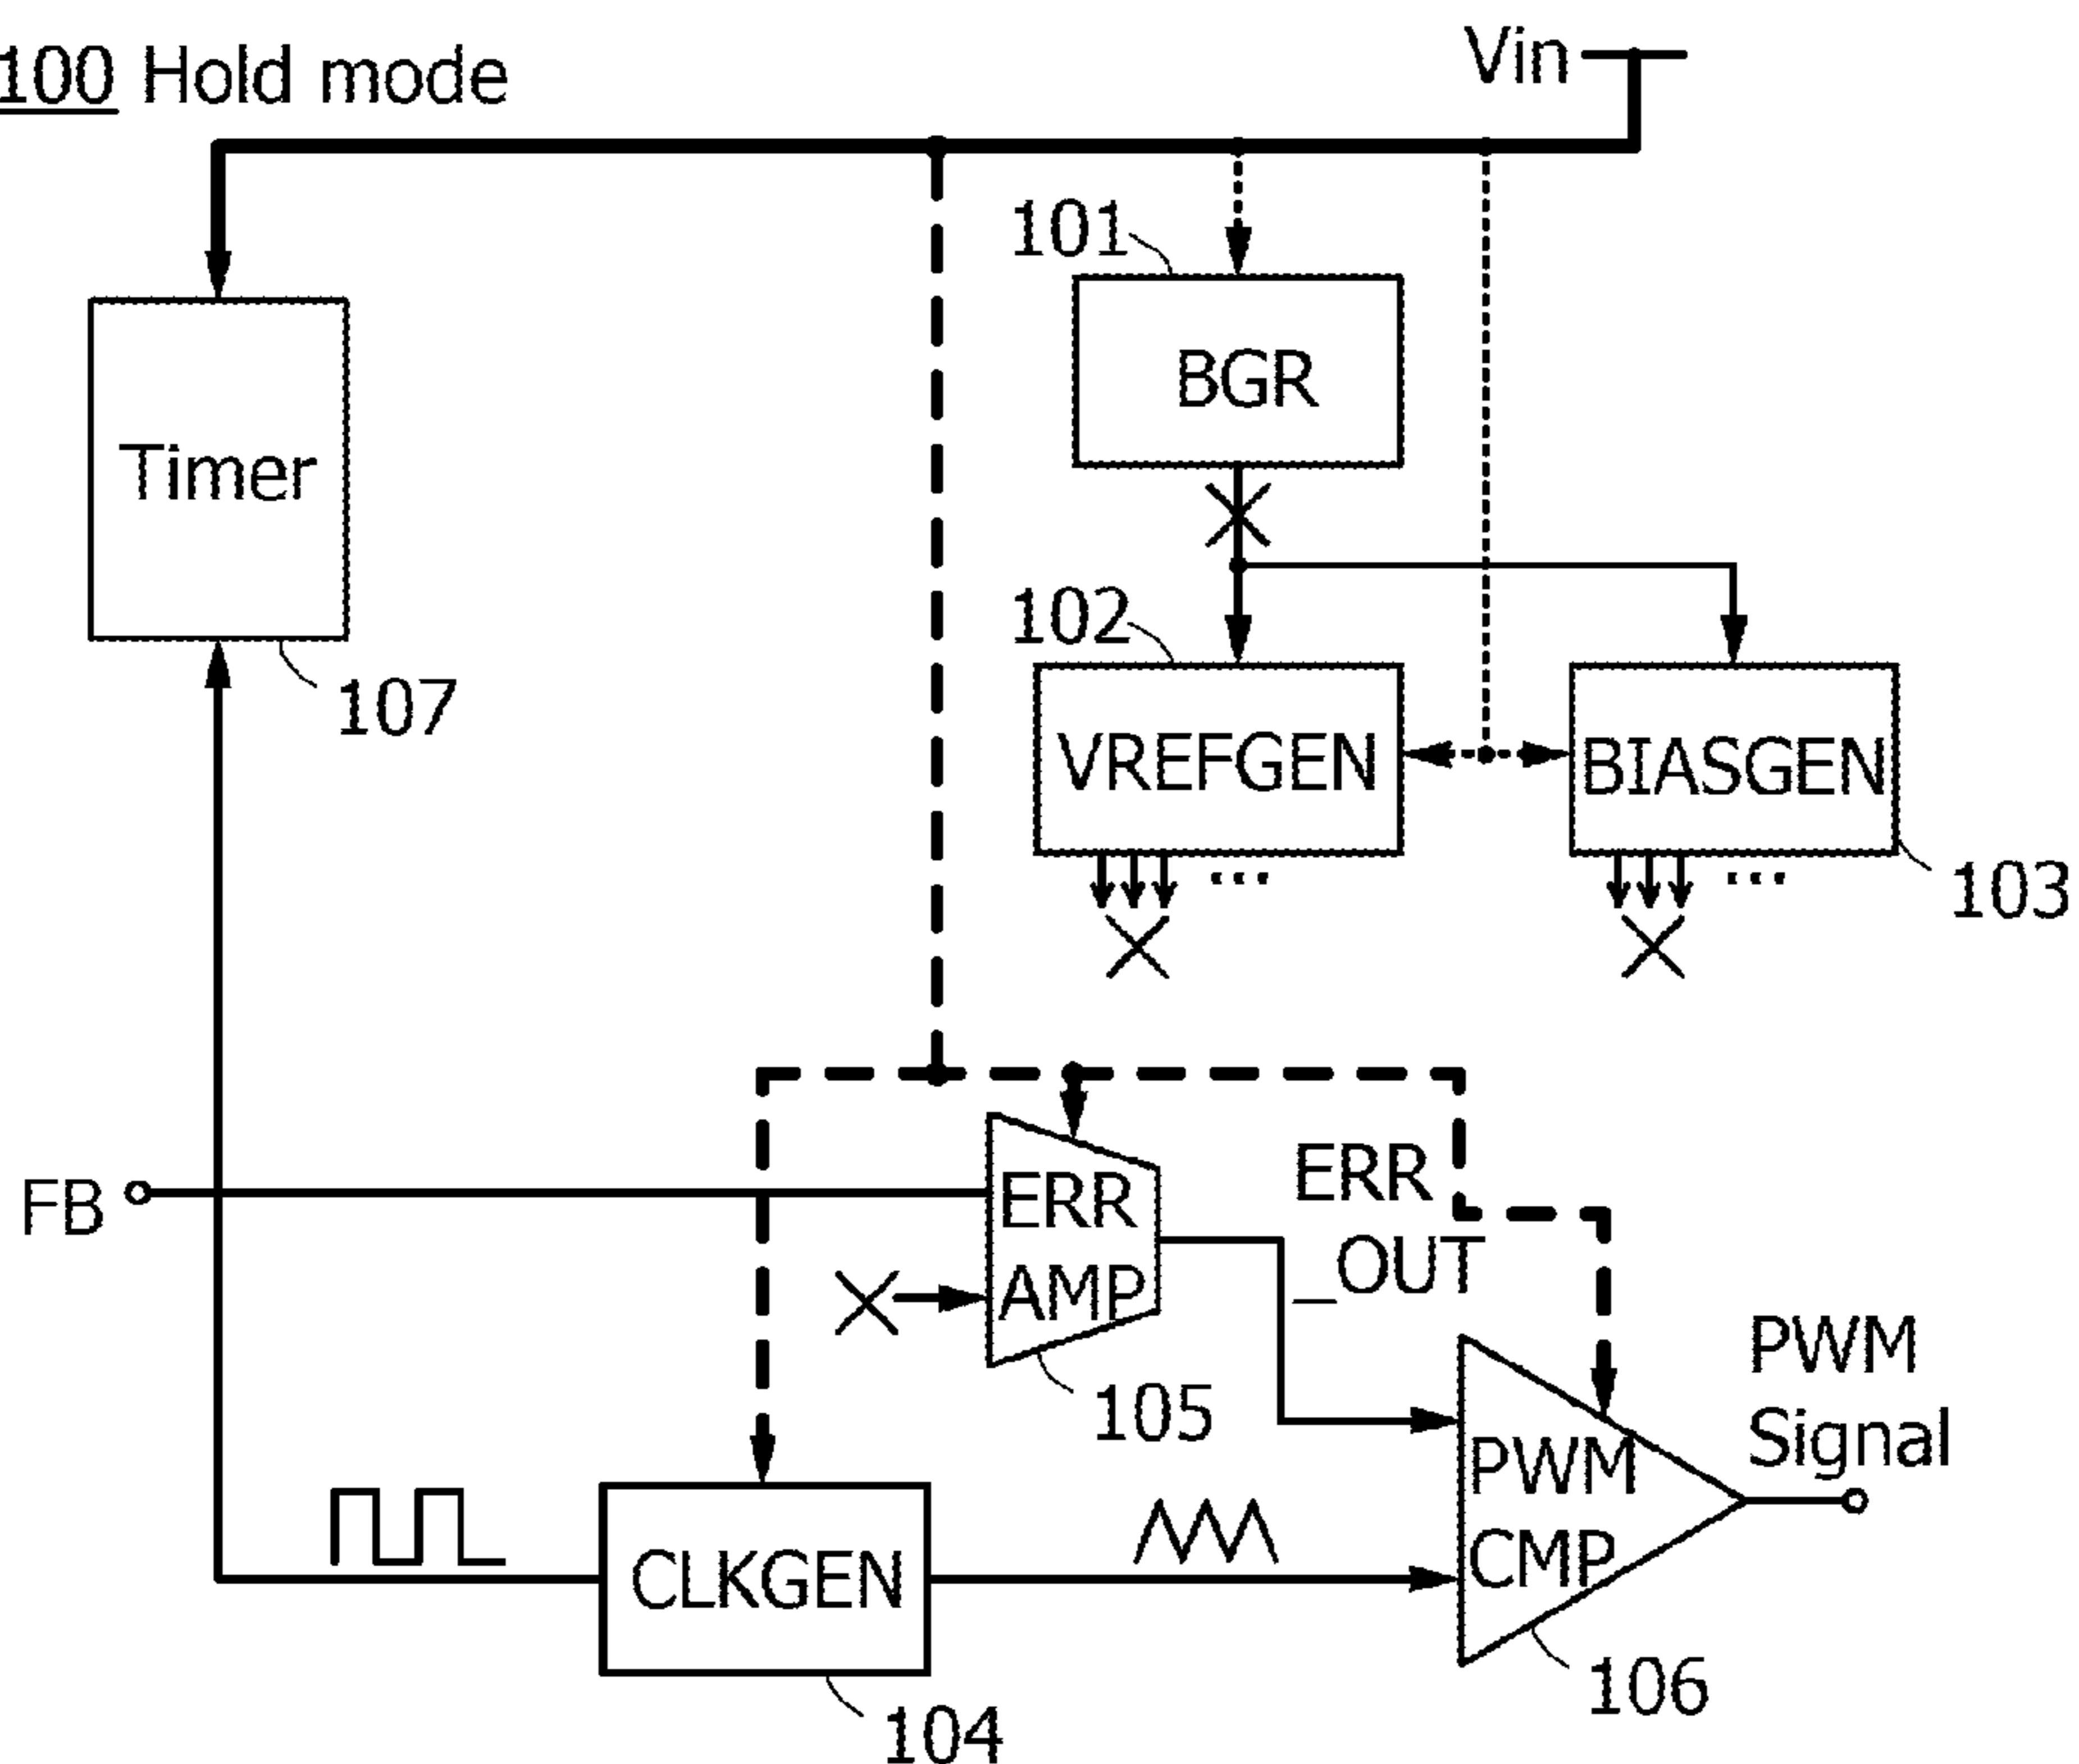 100 Hold mode
Vin
101
BGR
Timer
102
107
VREFGEN
BIASGEN
...
...
103
FB
ERR
AMP
ERR
_OUT
105
PWM
Signal
PWM
CMP
CLKGEN
106
104